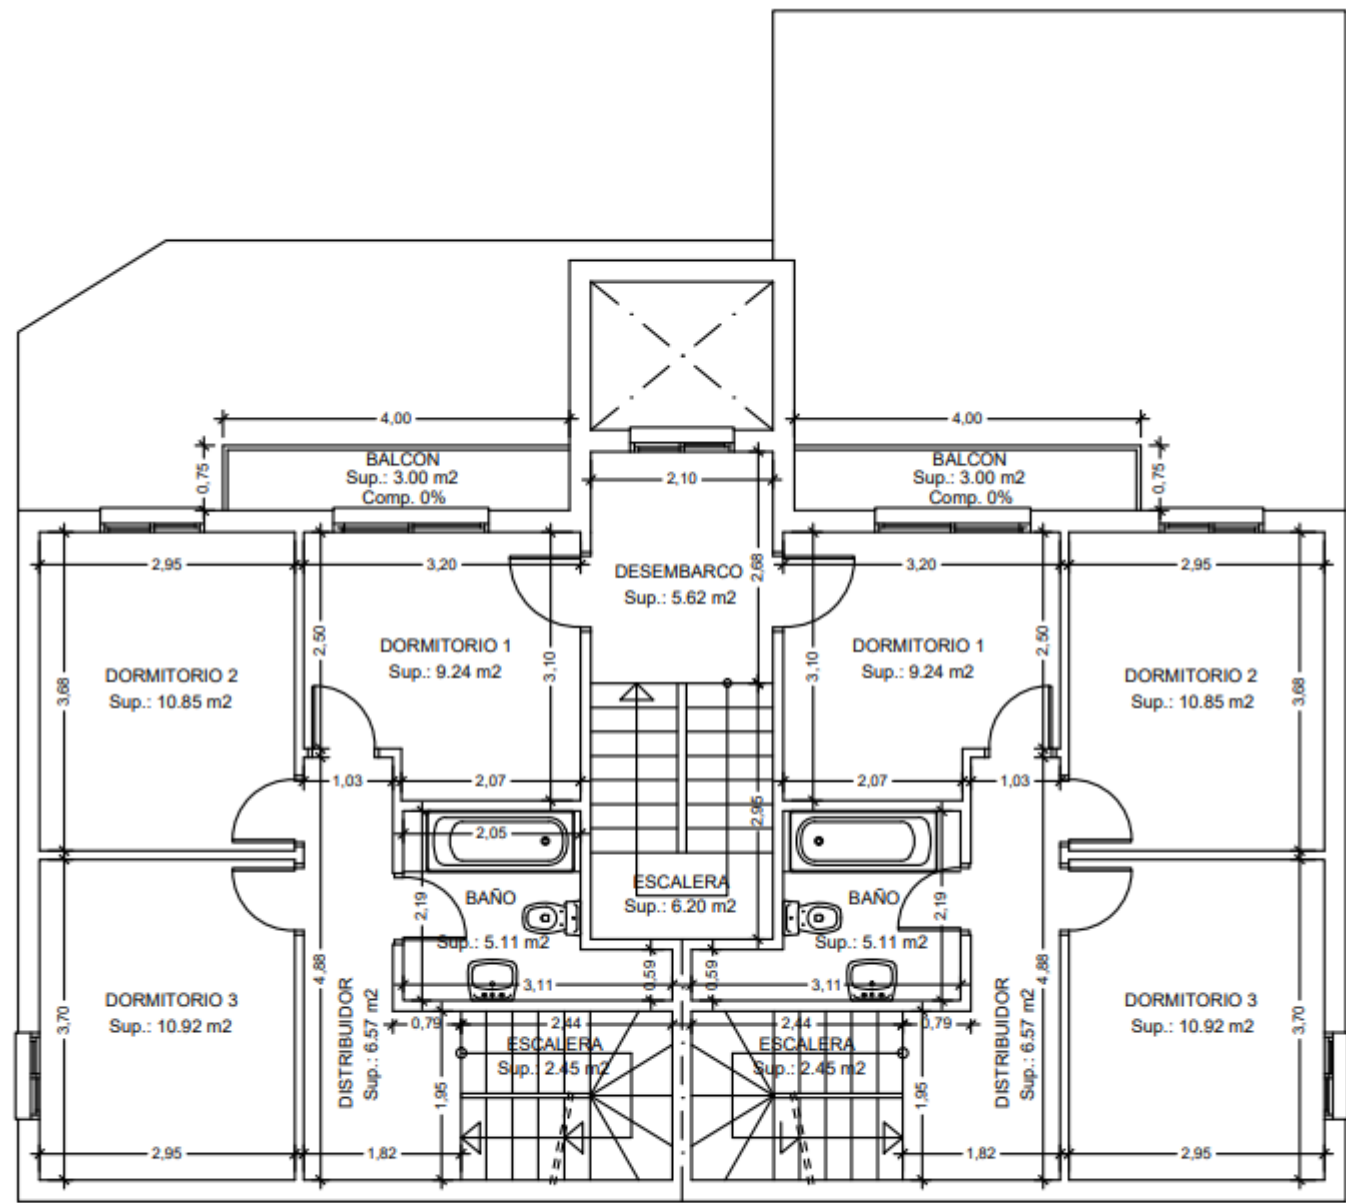 4,00
4,00
BALCON
Sup.: 3.00 m2
Comp. 0%
0,75
2,10
BALCON
Sup.: 3.00 m2
Comp. 0%
0,75
2,95
3,20
DESEMBARCO
Sup.: 5.62 m2
2,68
3,20
2,95
DORMITORIO 2
Sup.: 10.85 m2
3,68
2,50
DORMITORIO 1
Sup.: 9.24 m2
3,10
3,10
DORMITORIO 1
Sup.: 9.24 m2
2,50
DORMITORIO 2
Sup.: 10.85 m2
3,68
1,03
2,07
2,95
2,07
1,03
2,05
ESCALERA
Sup.: 6.20 m2
BAÑO
Sup.: 5.11 m2
2,19
BAÑO
Sup.: 5.11 m2
2,19
4,88
3,11
0,59
0,59
3,11
4,88
DORMITORIO 3
Sup.: 10.92 m2
3,70
DISTRIBUIDOR
Sup.: 6.57 m2
0,79
2,44
ESCALERA
Sup.: 2.45 m2
1,95
2,44
0,79
ESCALERA
Sup.: 2.45 m2
1,95
DISTRIBUIDOR
Sup.: 6.57 m2
DORMITORIO 3
Sup.: 10.92 m2
3,70
2,95
1,82
1,82
2,95